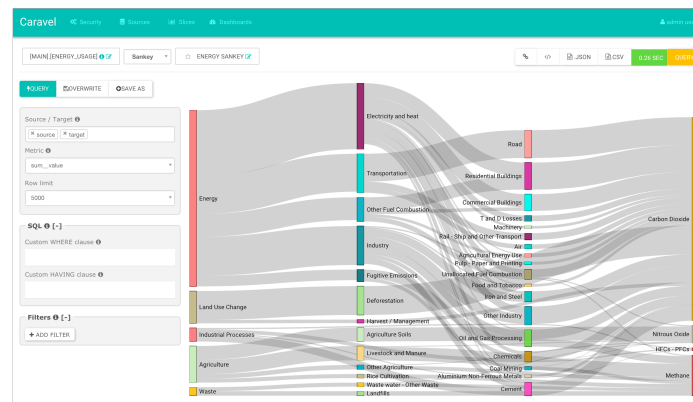 Caravel Security Sources Slices Dashboards admin user
[MAIN].[ENERGY_USAGE] Sankey ENERGY SANKEY </> .JSON .CSV 0.26 SEC QUERY
QUERY OVERWRITE SAVE AS
Source / Target
× source × target
Metric
sum__value
Row limit
5000
SQL [-]
Custom WHERE clause
Custom HAVING clause
Filters [-]
+ ADD FILTER
Energy
Land Use Change
Industrial Processes
Agriculture
Waste
Electricity and heat
Transportation
Other Fuel Combustion
Industry
Fugitive Emissions
Deforestation
Harvest / Management
Agriculture Soils
Livestock and Manure
Other Agriculture
Rice Cultivation
Waste water - Other Waste
Landfills
Road
Residential Buildings
Commercial Buildings
T and D Losses
Machinery
Rail - Ship and Other Transport
Air
Agricultural Energy Use
Pulp - Paper and Printing
Unallocated Fuel Combustion
Food and Tobacco
Iron and Steel
Other Industry
Oil and Gas Processing
Chemicals
Coal Mining
Aluminium Non-Ferrous Metals
Cement
Carbon Dioxide
Nitrous Oxide
HFCs - PFCs
Methane